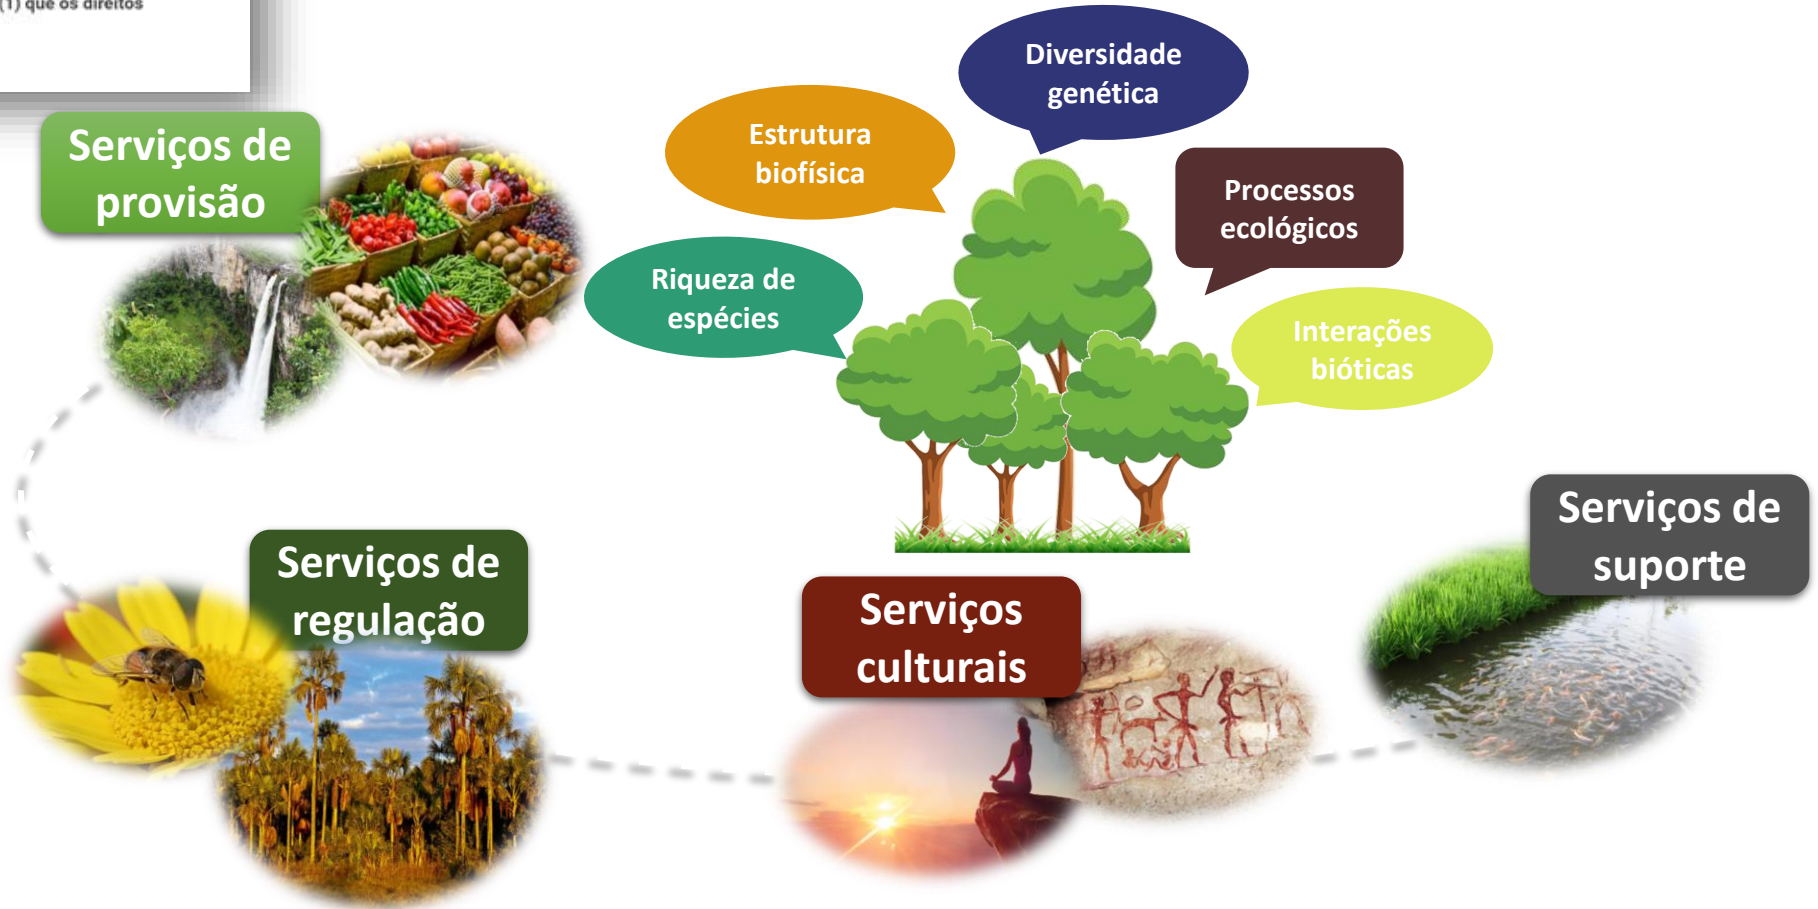 (1) que os direitos
Diversidade
genética
Estrutura
biofísica
Serviços de
provisão
Processos
ecológicos
Riqueza de
espécies
Interações
bióticas
Serviços de
suporte
Serviços de
regulação
Serviços
culturais